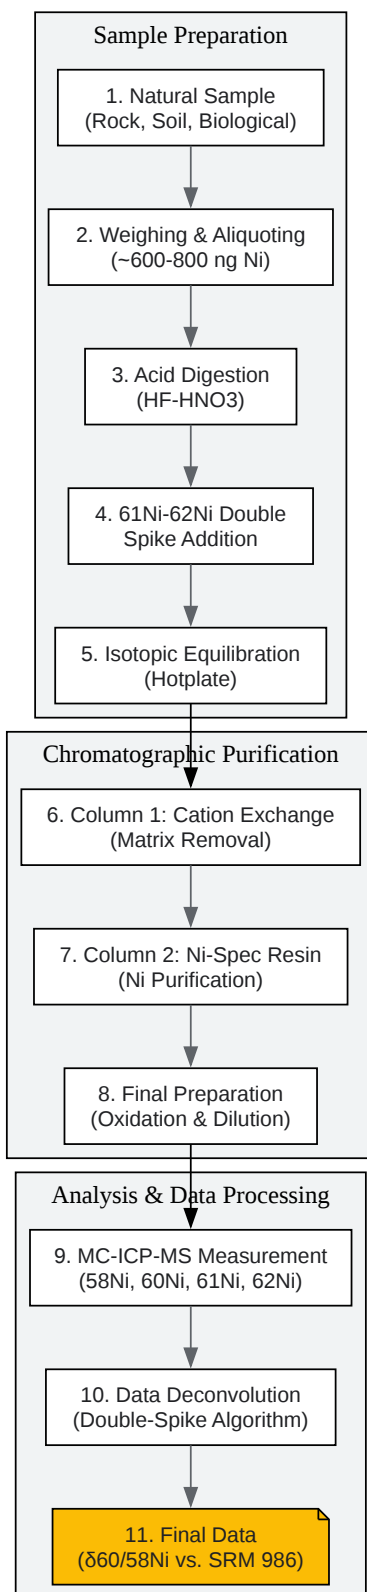 Sample Preparation
1. Natural Sample
(Rock, Soil, Biological)
2. Weighing & Aliquoting
(~600-800 ng Ni)
3. Acid Digestion
(HF-HNO3)
4. 61Ni-62Ni Double
Spike Addition
5. Isotopic Equilibration
(Hotplate)
Chromatographic Purification
6. Column 1: Cation Exchange
(Matrix Removal)
7. Column 2: Ni-Spec Resin
(Ni Purification)
8. Final Preparation
(Oxidation & Dilution)
Analysis & Data Processing
9. MC-ICP-MS Measurement
(58Ni, 60Ni, 61Ni, 62Ni)
10. Data Deconvolution
(Double-Spike Algorithm)
11. Final Data
(δ60/58Ni vs. SRM 986)